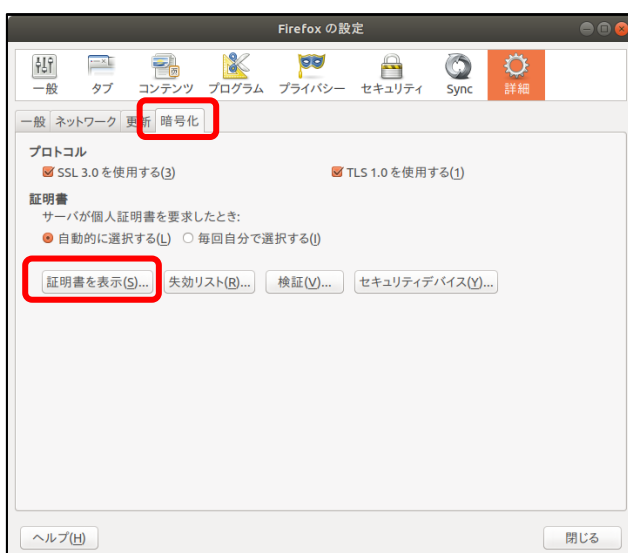 Firefox の設定
一般 タブ コンテンツ プログラム プライバシー セキュリティ Sync 詳細
一般 ネットワーク 更新 暗号化
プロトコル
SSL 3.0 を使用する(3) TLS 1.0 を使用する(1)
証明書
サーバが個人証明書を要求したとき:
自動的に選択する(L) 毎回自分で選択する(I)
証明書を表示(S)... 失効リスト(R)... 検証(V)... セキュリティデバイス(Y)...
ヘルプ(H) 閉じる